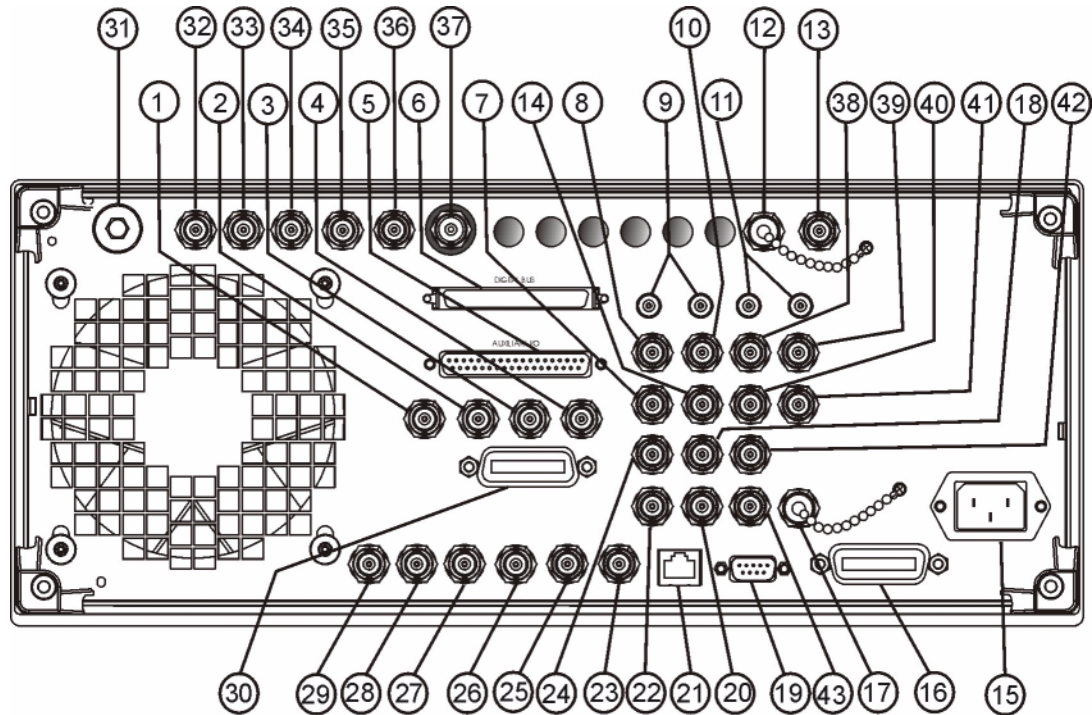 31 32 33 34 35 36 37 10 12 13
1 2 3 4 5 6 7 14 8 9 11 38 39 40 41 18 42
DIGITAL BUS
AUXILIARY I/O
30 29 28 27 26 25 24 23 22 21 20 19 43 17 16 15